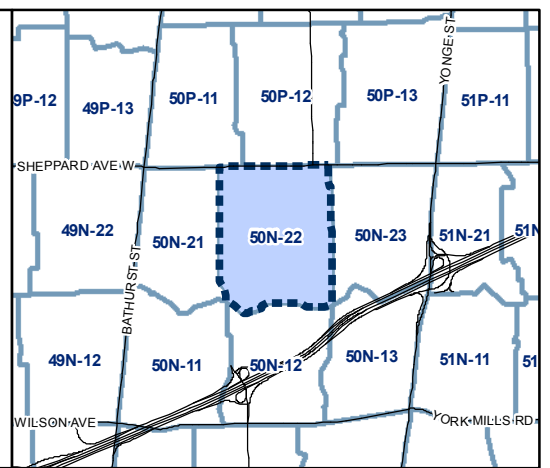 YONGE ST
9P-12
49P-13
50P-11
50P-12
50P-13
51P-11
SHEPPARD AVE W
49N-22
50N-21
50N-22
50N-23
51N-21
51N
BATHURST ST
49N-12
50N-11
50N-12
50N-13
51N-11
51
WILSON AVE
YORK MILLS RD